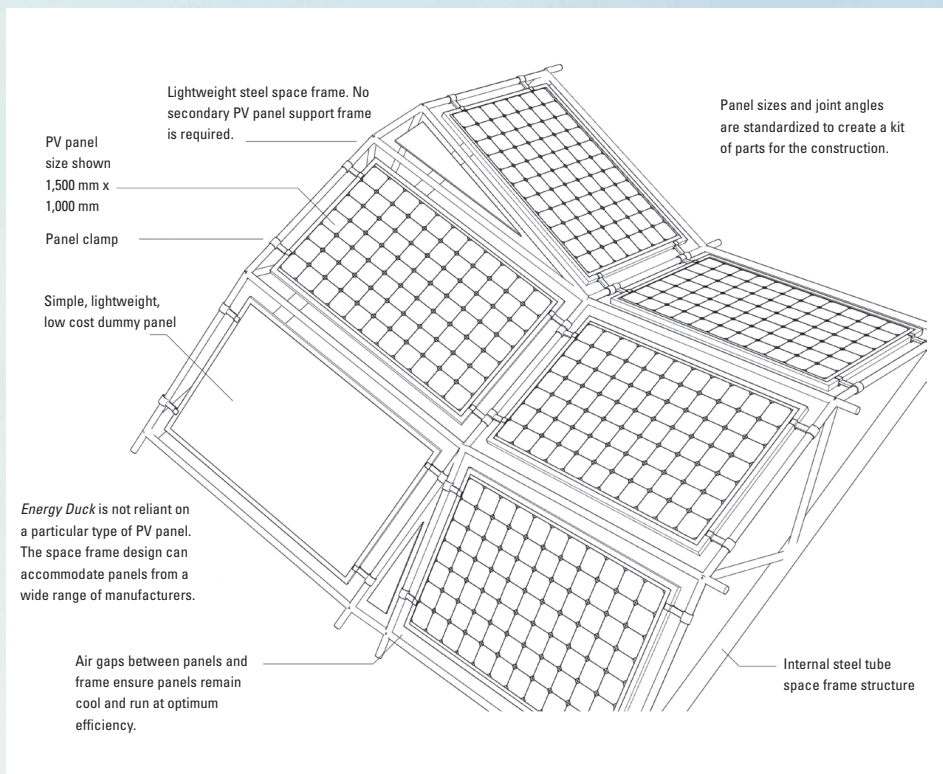 Lightweight steel space frame. No
secondary PV panel support frame
is required.
Panel sizes and joint angles
are standardized to create a kit
of parts for the construction.
PV panel
size shown
1,500 mm x
1,000 mm
Panel clamp
Simple, lightweight,
low cost dummy panel
Energy Duck is not reliant on
a particular type of PV panel.
The space frame design can
accommodate panels from a
wide range of manufacturers.
Air gaps between panels and
frame ensure panels remain
cool and run at optimum
efficiency.
Internal steel tube
space frame structure